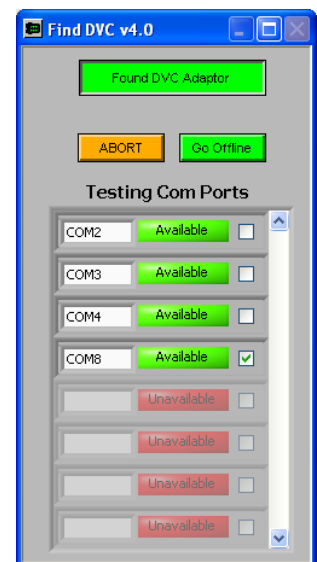 Find DVC v4.0
Found DVC Adaptor
ABORT Go Offline
Testing Com Ports
COM2 Available
COM3 Available
COM4 Available
COM8 Available
Unavailable
Unavailable
Unavailable
Unavailable